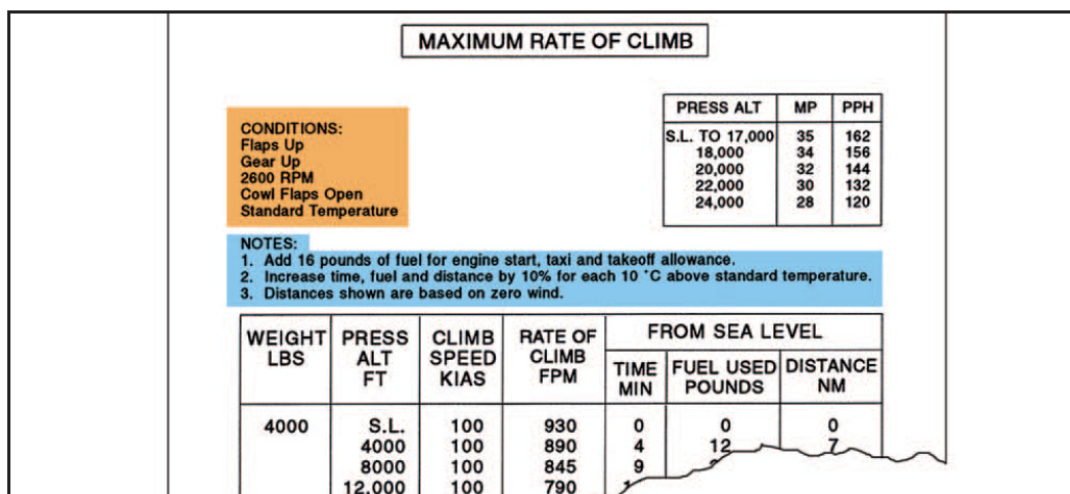 MAXIMUM RATE OF CLIMB
PRESS ALT MP PPH
S.L. TO 17,000 35 162
18,000 34 156
20,000 32 144
22,000 30 132
24,000 28 120
CONDITIONS:
Flaps Up
Gear Up
2600 RPM
Cowl Flaps Open
Standard Temperature
NOTES:
1. Add 16 pounds of fuel for engine start, taxi and takeoff allowance.
2. Increase time, fuel and distance by 10% for each 10 ˚C above standard temperature.
3. Distances shown are based on zero wind.
WEIGHT LBS
PRESS ALT FT
CLIMB SPEED KIAS
RATE OF CLIMB FPM
FROM SEA LEVEL
TIME MIN
FUEL USED POUNDS
DISTANCE NM
4000 S.L. 100 930 0 0 0
4000 100 890 4 12 7
8000 100 845 9
12,000 100 790